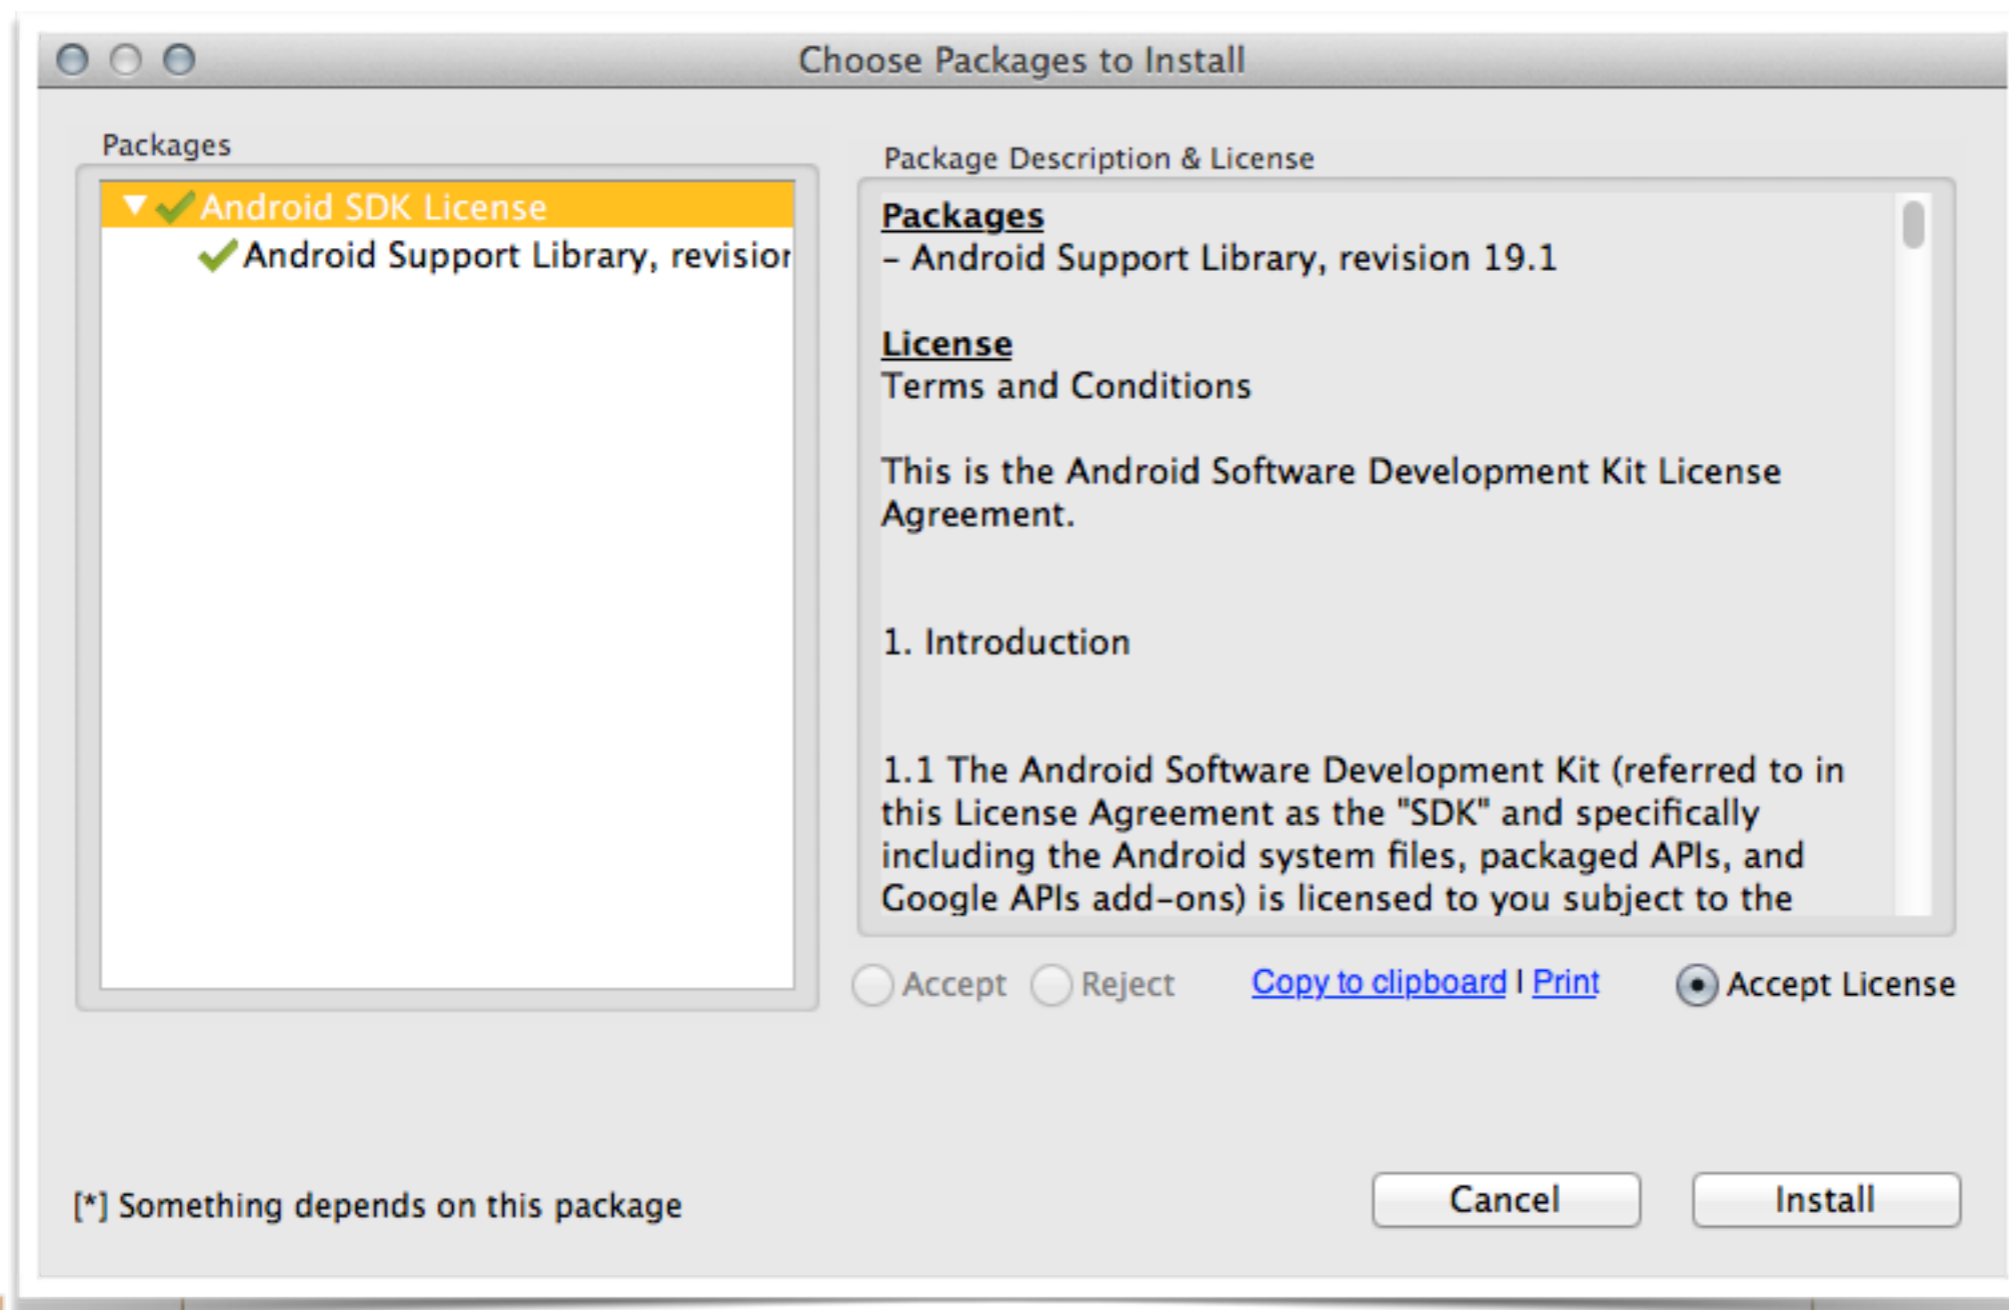 Choose Packages to Install
Packages
Android SDK License
Android Support Library, revision
Package Description & License
Packages
– Android Support Library, revision 19.1
License
Terms and Conditions
This is the Android Software Development Kit License
Agreement.
1. Introduction
1.1 The Android Software Development Kit (referred to in
this License Agreement as the "SDK" and specifically
including the Android system files, packaged APIs, and
Google APIs add-ons) is licensed to you subject to the
Accept Reject Copy to clipboard | Print Accept License
[*] Something depends on this package
Cancel Install